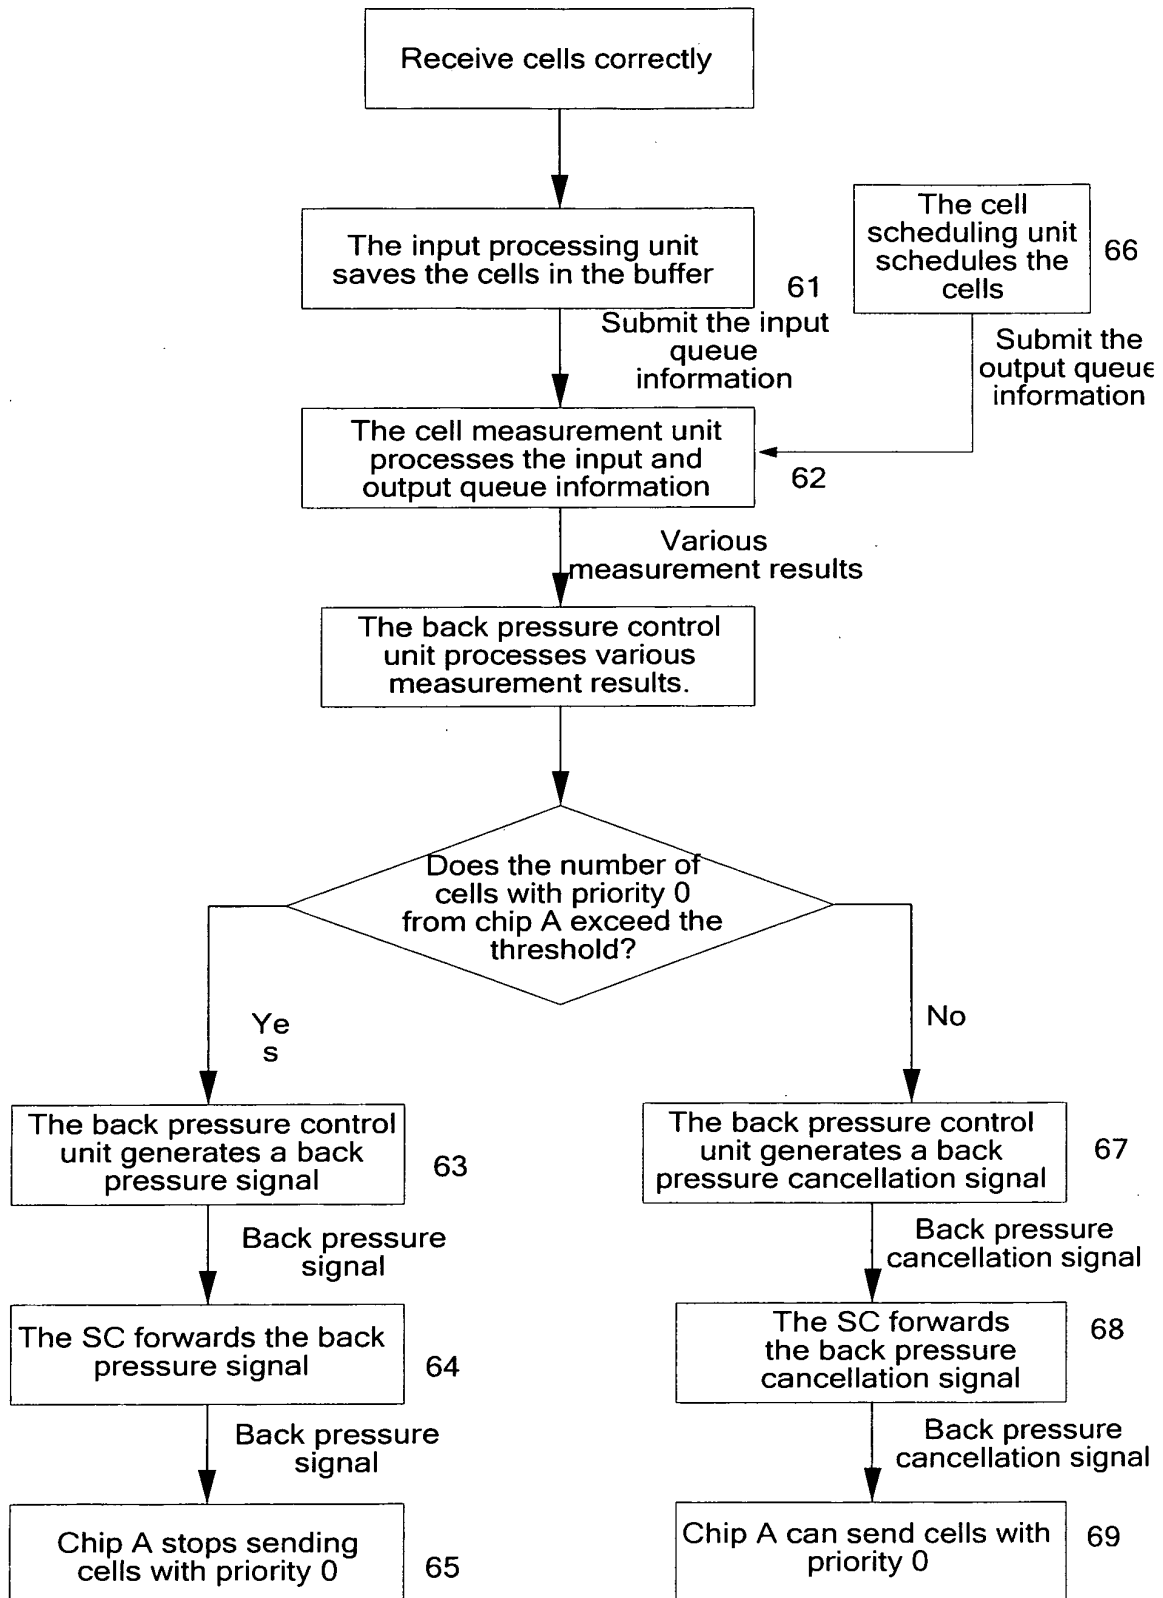 Receive cells correctly
The input processing unit
saves the cells in the buffer
61
The cell
scheduling unit
schedules the
cells
66
Submit the input
queue
information
Submit the
output queue
information
The cell measurement unit
processes the input and
output queue information
62
Various
measurement results
The back pressure control
unit processes various
measurement results.
Does the number of
cells with priority 0
from chip A exceed the
threshold?
Ye
s
No
The back pressure control
unit generates a back
pressure signal
63
The back pressure control
unit generates a back
pressure cancellation signal
67
Back pressure
signal
Back pressure
cancellation signal
The SC forwards the back
pressure signal
64
The SC forwards
the back pressure
cancellation signal
68
Back pressure
signal
Back pressure
cancellation signal
Chip A stops sending
cells with priority 0
65
Chip A can send cells with
priority 0
69